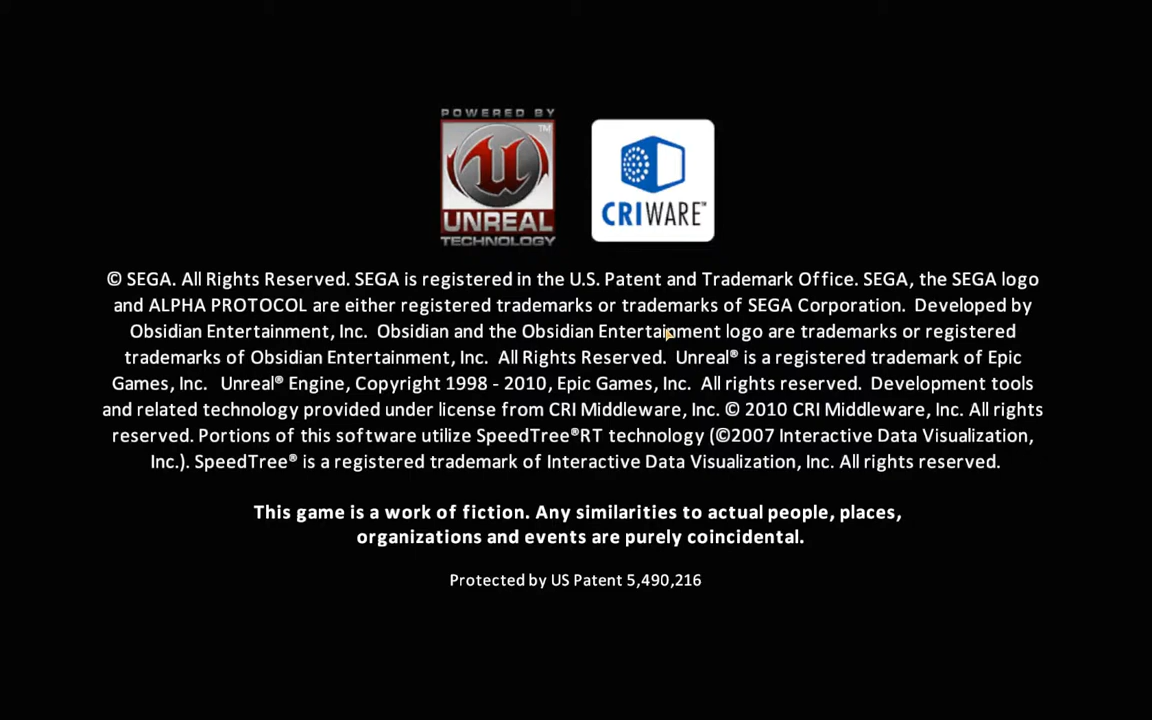 POWERED BY
UNREAL
TECHNOLOGY
TM
CRIWARE™
© SEGA. All Rights Reserved. SEGA is registered in the U.S. Patent and Trademark Office. SEGA, the SEGA logo
and ALPHA PROTOCOL are either registered trademarks or trademarks of SEGA Corporation. Developed by
Obsidian Entertainment, Inc. Obsidian and the Obsidian Entertainment logo are trademarks or registered
trademarks of Obsidian Entertainment, Inc. All Rights Reserved. Unreal® is a registered trademark of Epic
Games, Inc. Unreal® Engine, Copyright 1998 - 2010, Epic Games, Inc. All rights reserved. Development tools
and related technology provided under license from CRI Middleware, Inc. © 2010 CRI Middleware, Inc. All rights
reserved. Portions of this software utilize SpeedTree®RT technology (©2007 Interactive Data Visualization,
Inc.). SpeedTree® is a registered trademark of Interactive Data Visualization, Inc. All rights reserved.
This game is a work of fiction. Any similarities to actual people, places,
organizations and events are purely coincidental.
Protected by US Patent 5,490,216